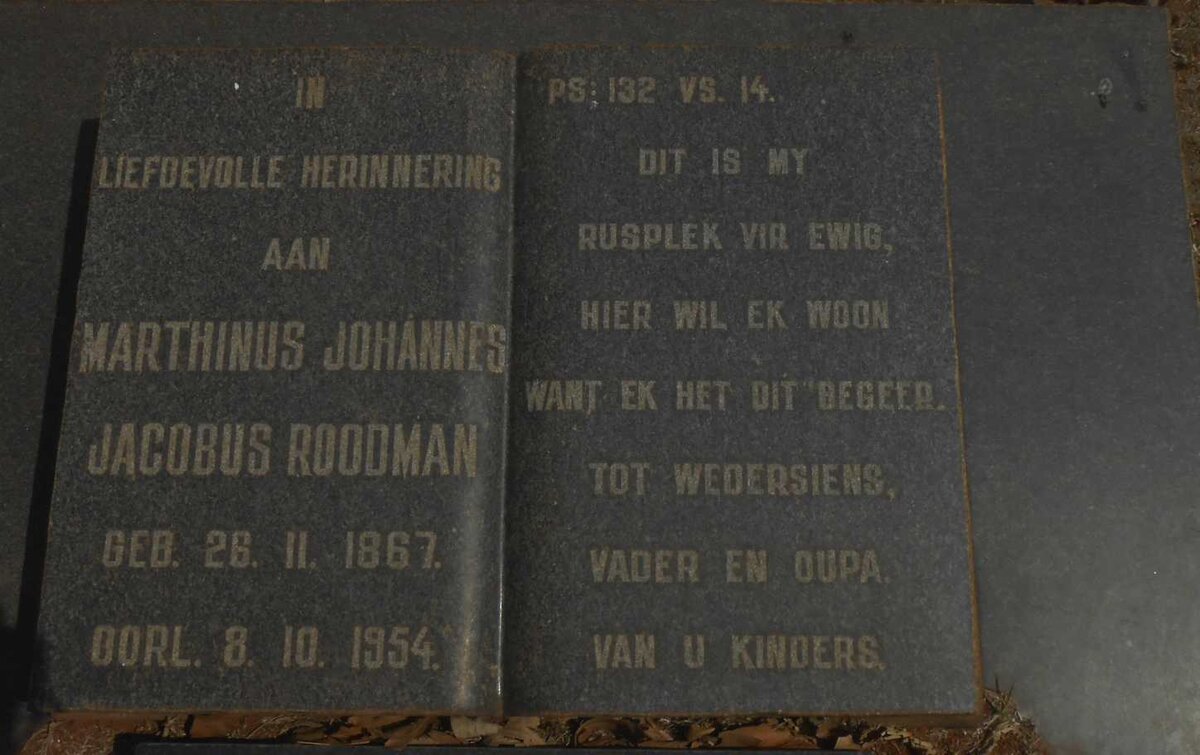 IN
LIEFDEVOLLE HERINNERING
AAN
MARTHINUS JOHANNES
JACOBUS ROODMAN
GEB. 26. 11. 1867.
OORL. 8. 10. 1954.
PS: 132 VS. 14.
DIT IS MY
RUSPLEK VIR EWIG,
HIER WIL EK WOON
WANT EK HET DIT BEGEER.
TOT WEDERSIENS,
VADER EN OUPA.
VAN U KINDERS.